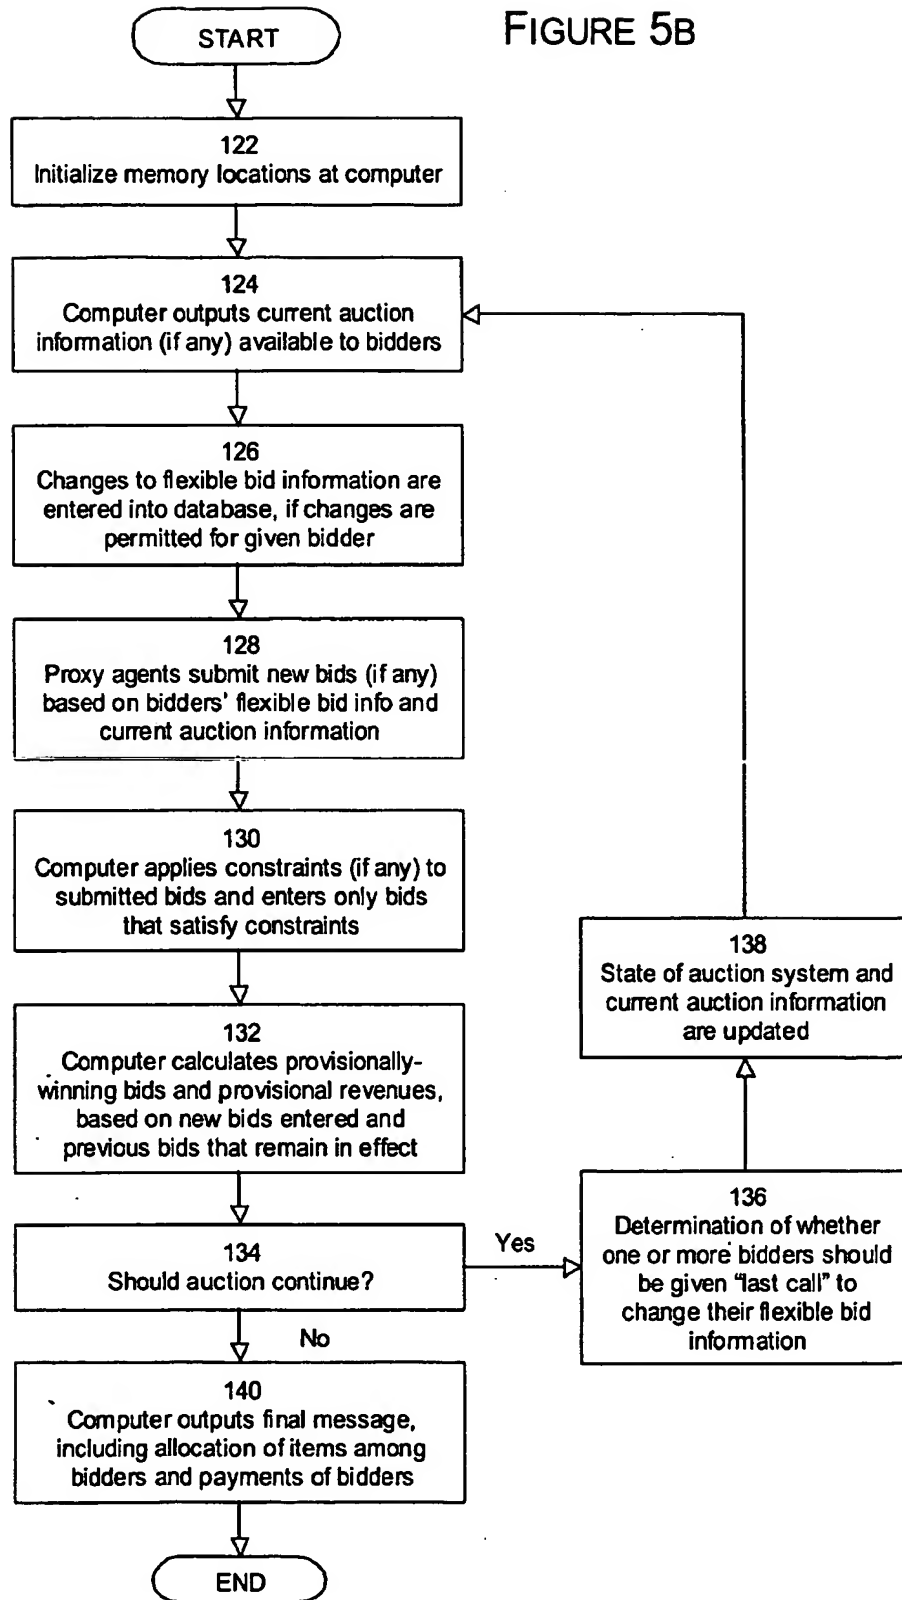 FIGURE 5B
START
122
Initialize memory locations at computer
124
Computer outputs current auction
information (if any) available to bidders
126
Changes to flexible bid information are
entered into database, if changes are
permitted for given bidder
128
Proxy agents submit new bids (if any)
based on bidders' flexible bid info and
current auction information
130
Computer applies constraints (if any) to
submitted bids and enters only bids
that satisfy constraints
132
Computer calculates provisionally-
winning bids and provisional revenues,
based on new bids entered and
previous bids that remain in effect
134
Should auction continue?
Yes
No
136
Determination of whether
one or more bidders should
be given "last call" to
change their flexible bid
information
138
State of auction system and
current auction information
are updated
140
Computer outputs final message,
including allocation of items among
bidders and payments of bidders
END